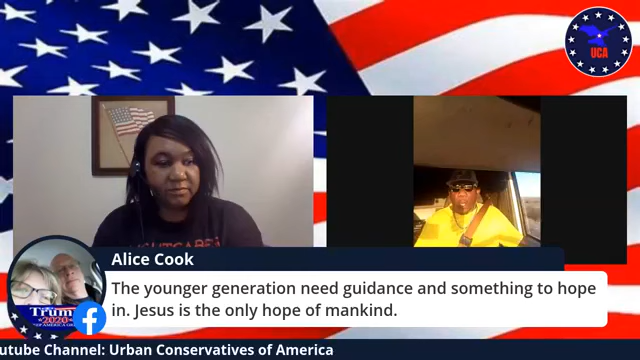 UCA
Alice Cook
The younger generation need guidance and something to hope
in. Jesus is the only hope of mankind.
Trump
2020
utube Channel: Urban Conservatives of America